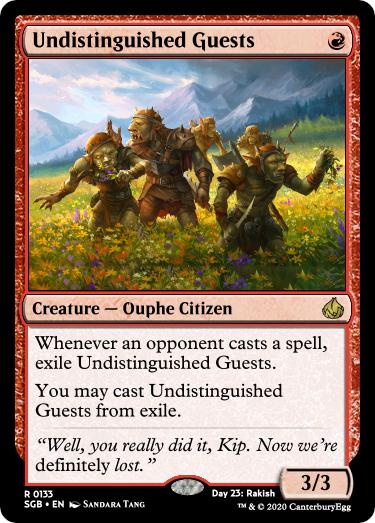 Undistinguished Guests
Creature — Ouphe Citizen
Whenever an opponent casts a spell,
exile Undistinguished Guests.
You may cast Undistinguished
Guests from exile.
“Well, you really did it, Kip. Now we’re
definitely lost.”
3/3
R 0133
Day 23: Rakish
SGB • EN Sandara Tang
™ & © 2020 CanterburyEgg